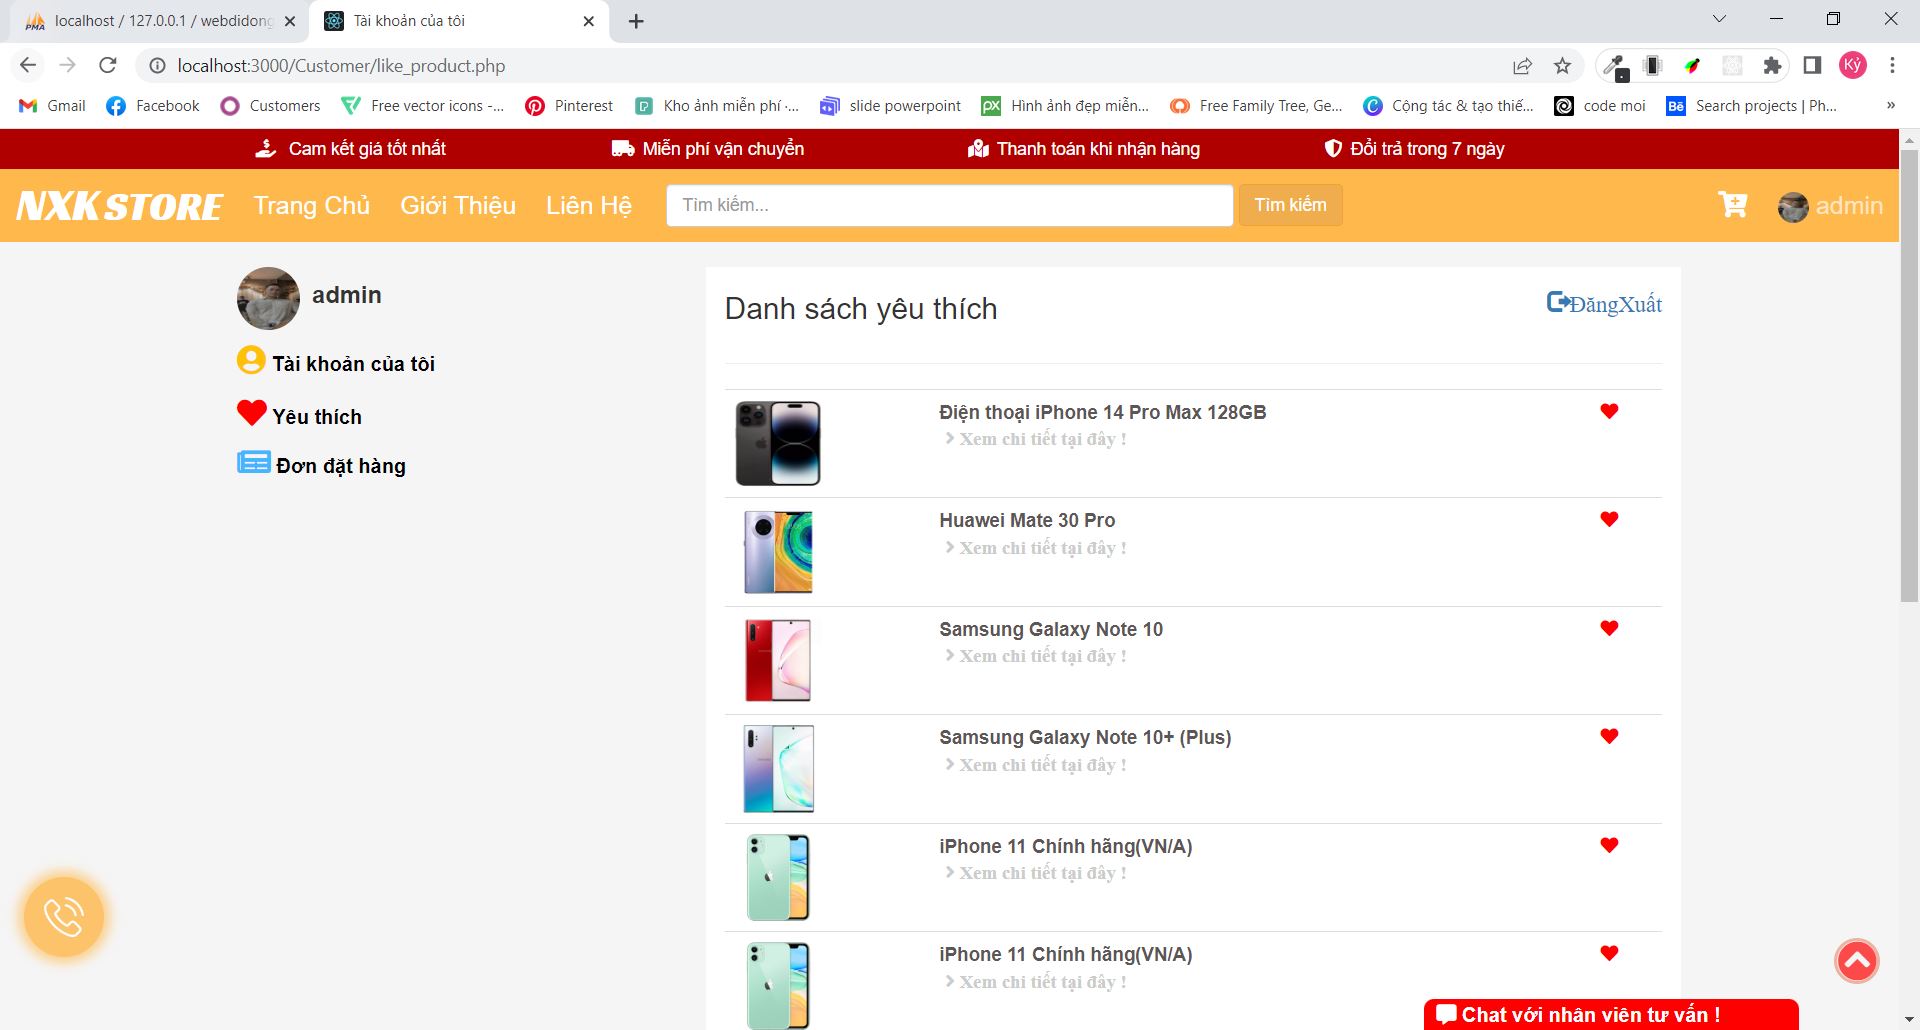 localhost / 127.0.0.1 / webdidong
Tài khoản của tôi
localhost:3000/Customer/like_product.php
Kỷ
Gmail
Facebook
Customers
Free vector icons -...
Pinterest
Kho ảnh miễn phí -...
slide powerpoint
Hình ảnh đẹp miễn...
Free Family Tree, Ge...
Cộng tác & tạo thiế...
code moi
Search projects | Ph...
»
Cam kết giá tốt nhất
Miễn phí vận chuyển
Thanh toán khi nhận hàng
Đổi trả trong 7 ngày
NXK STORE
Trang Chủ
Giới Thiệu
Liên Hệ
Tìm kiếm...
Tìm kiếm
admin
admin
Tài khoản của tôi
Yêu thích
Đơn đặt hàng
Danh sách yêu thích
ĐăngXuất
Điện thoại iPhone 14 Pro Max 128GB
Xem chi tiết tại đây !
Huawei Mate 30 Pro
Xem chi tiết tại đây !
Samsung Galaxy Note 10
Xem chi tiết tại đây !
Samsung Galaxy Note 10+ (Plus)
Xem chi tiết tại đây !
iPhone 11 Chính hãng(VN/A)
Xem chi tiết tại đây !
iPhone 11 Chính hãng(VN/A)
Xem chi tiết tại đây !
Chat với nhân viên tư vấn !